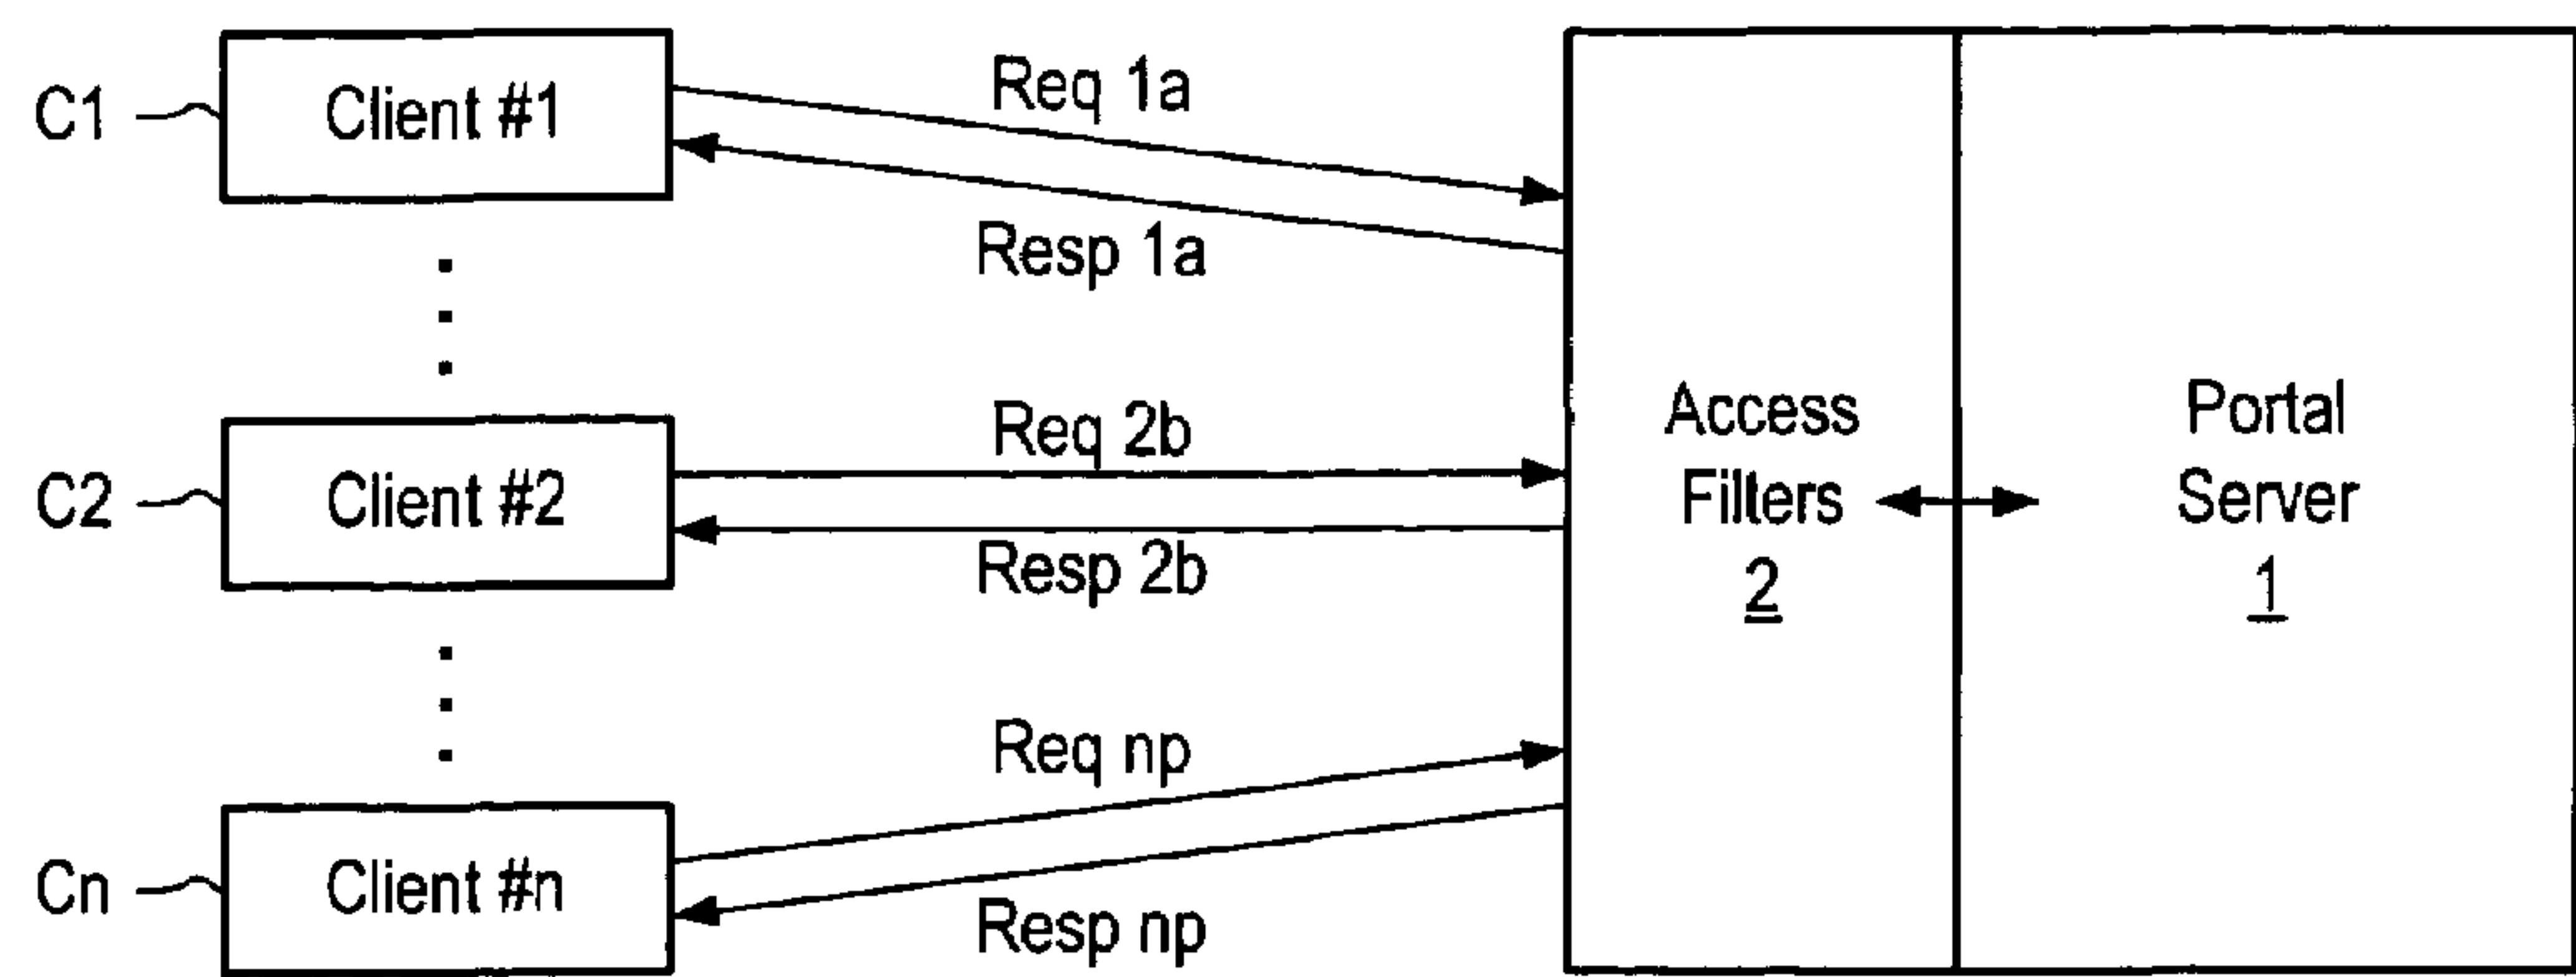 C1
Client #1
Req 1a
Resp 1a
C2
Client #2
Req 2b
Resp 2b
Cn
Client #n
Req np
Resp np
Access
Filters
2
Portal
Server
1